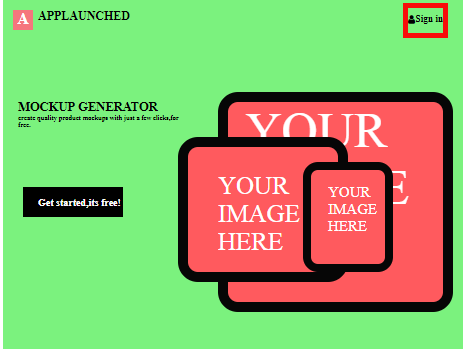 A APPLAUNCHED
Sign in
MOCKUP GENERATOR
create quality product mockups with just a few clicks,for
free.
Get started,its free!
YOUR
YOUR
IMAGE
HERE
YOUR
IMAGE
HERE